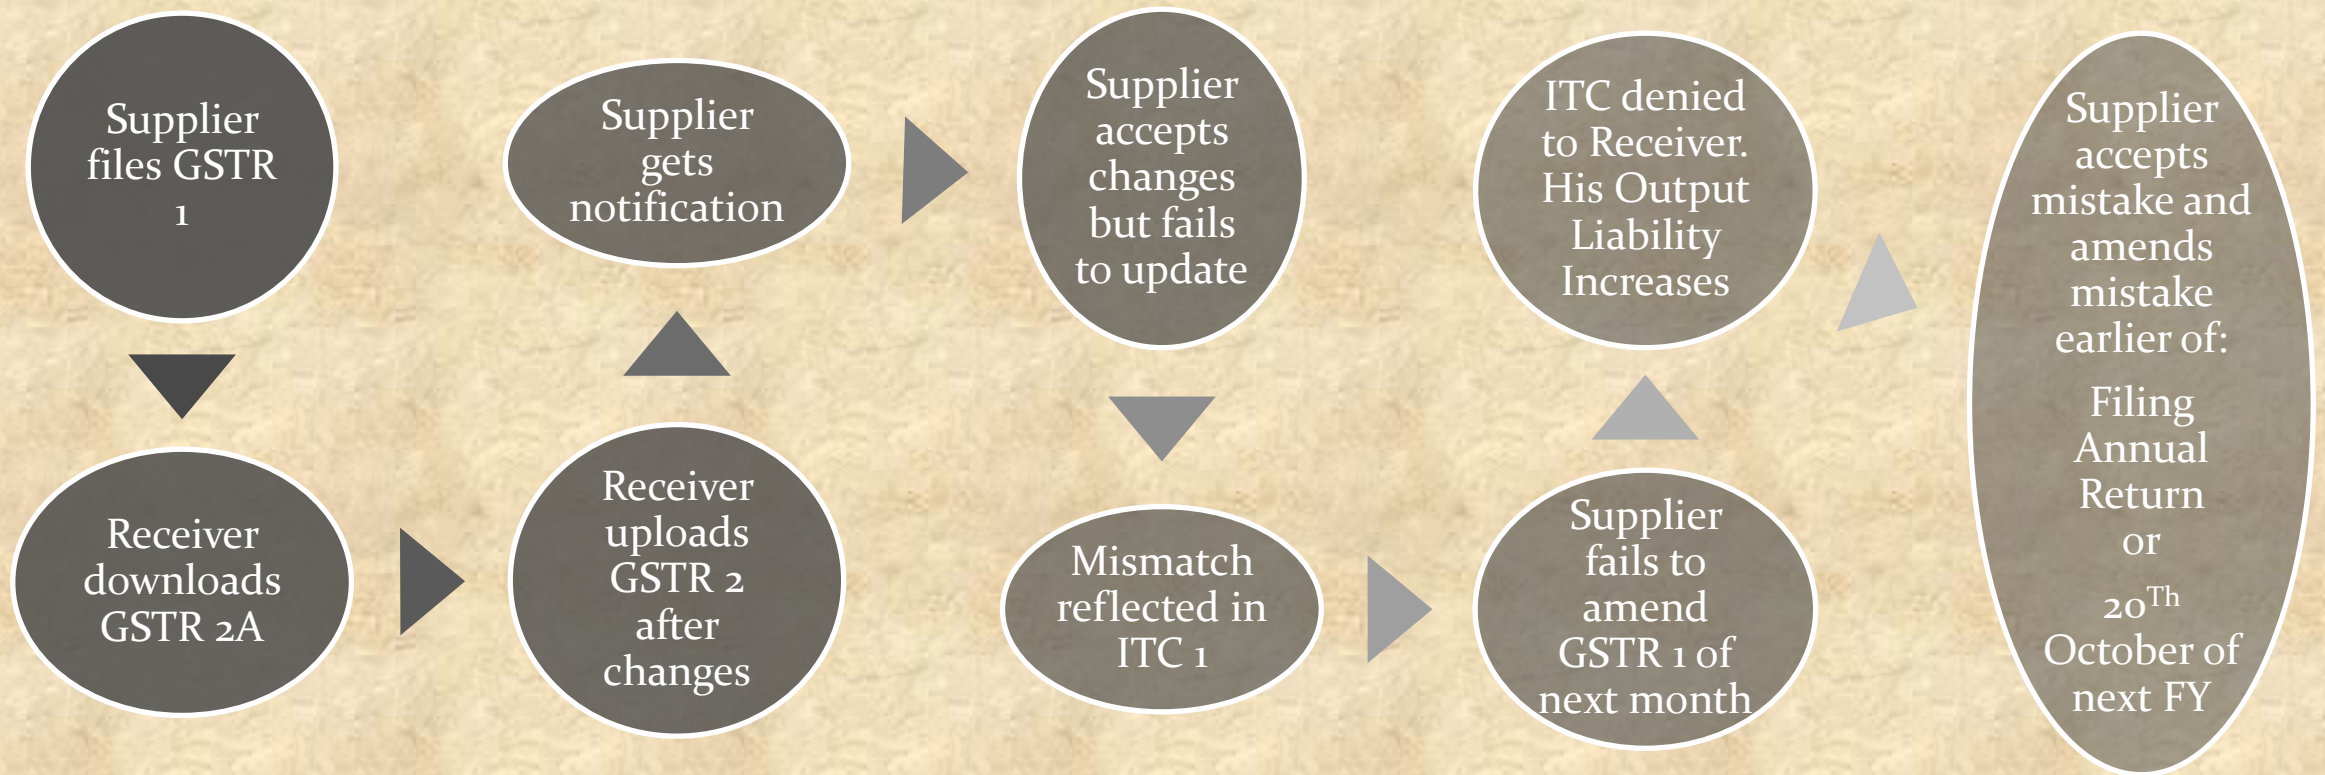 Supplier
files GSTR
1
Receiver
downloads
GSTR 2A
Receiver
uploads
GSTR 2
after
changes
Supplier
gets
notification
Supplier
accepts
changes
but fails
to update
Mismatch
reflected in
ITC 1
Supplier
fails to
amend
GSTR 1 of
next month
ITC denied
to Receiver.
His Output
Liability
Increases
Supplier
accepts
mistake and
amends
mistake
earlier of:
Filing
Annual
Return
or
20Th
October of
next FY